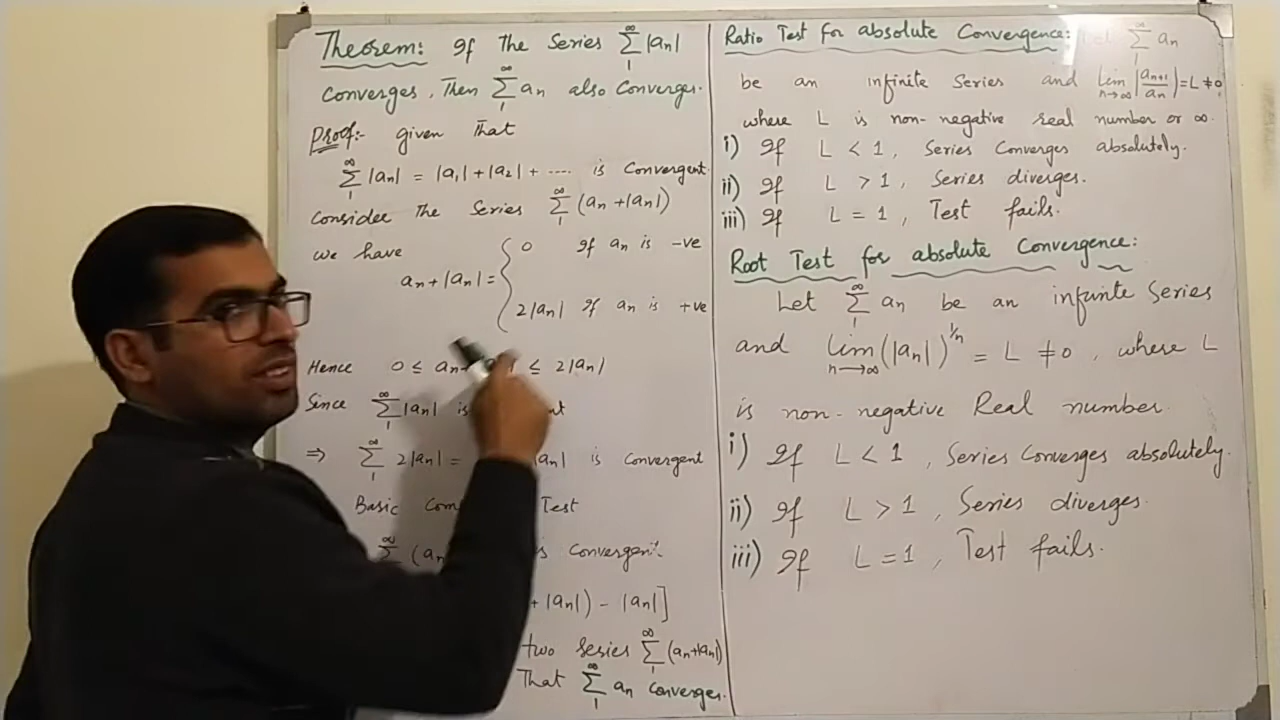 Theorem: If The Series ∑₁^∞ |aₙ|
Converges, Then ∑₁^∞ aₙ also Converges.
Proof:- given That
∑₁^∞ |aₙ| = |a₁| + |a₂| + ..... is Convergent
Consider The Series ∑₁^∞ (aₙ + |aₙ|)
we have
aₙ + |aₙ| = { 0 If aₙ is -ve
2|aₙ| If aₙ is +ve
Hence 0 ≤ aₙ + ≤ 2|aₙ|
Since ∑₁^∞ |aₙ|
⇒ ∑₁^∞ 2|aₙ| = |aₙ| is Convergent
Basic Test
∑^∞ (aₙ is Convergent.
+ |aₙ|) - |aₙ|]
two Series ∑₁^∞ (aₙ+|aₙ|)
That ∑₁^∞ aₙ Converges.
Ratio Test for absolute Convergence: Let ∑₁^∞ aₙ
be an infinite Series and lim n→∞ |aₙ₊₁/aₙ| = L ≠ 0,
where L is non-negative real number or ∞.
i) If L < 1, Series Converges absolutely.
ii) If L > 1, Series diverges.
iii) If L = 1, Test fails.
Root Test for absolute Convergence:
Let ∑₁^∞ aₙ be an infinite Series
and lim n→∞ (|aₙ|)^1/n = L ≠ 0, where L
is non-negative Real number.
i) If L < 1, Series Converges absolutely.
ii) If L > 1, Series diverges.
iii) If L = 1, Test fails.